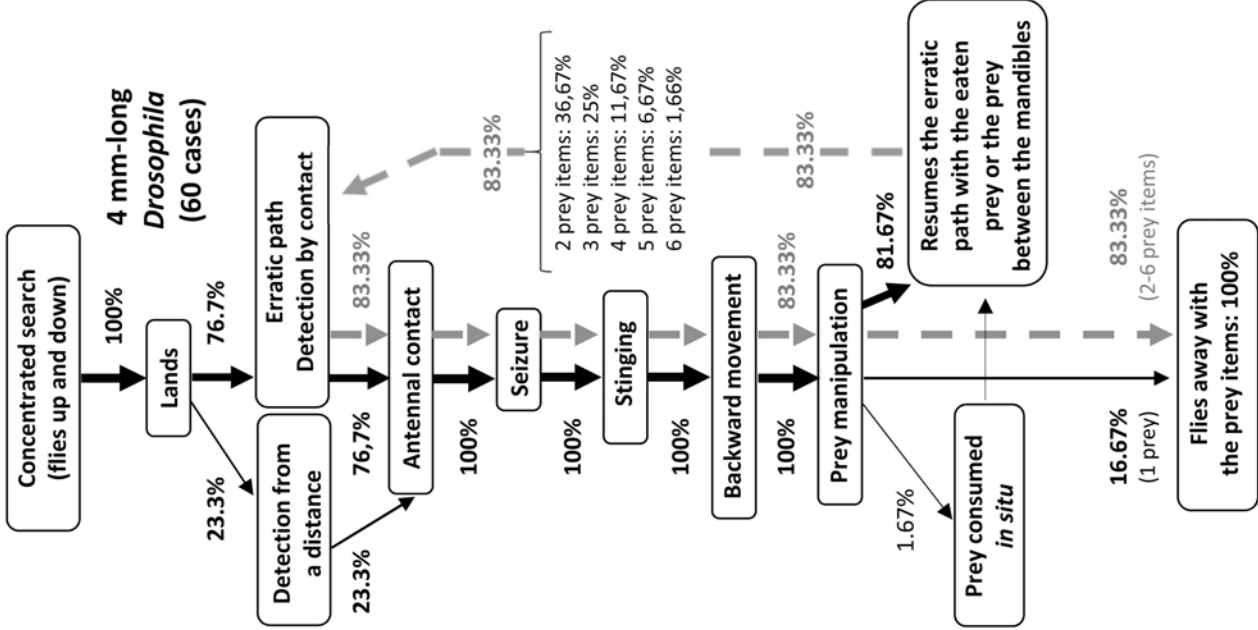 Concentrated search
(flies up and down)
100%
4 mm-long
Drosophila
(60 cases)
Lands
23.3%
76.7%
Detection from
a distance
Erratic path
Detection by contact
23.3%
76,7%
83.33%
83.33%
Antennal contact
100%
Seizure
2 prey items: 36,67%
3 prey items: 25%
4 prey items: 11,67%
5 prey items: 6,67%
6 prey items: 1,66%
100%
Stinging
100%
Backward movement
100%
83.33%
83.33%
Prey manipulation
1.67%
81.67%
Prey consumed
in situ
Resumes the erratic
path with the eaten
prey or the prey
between the mandibles
16.67%
(1 prey)
83.33%
(2-6 prey items)
Flies away with
the prey items: 100%